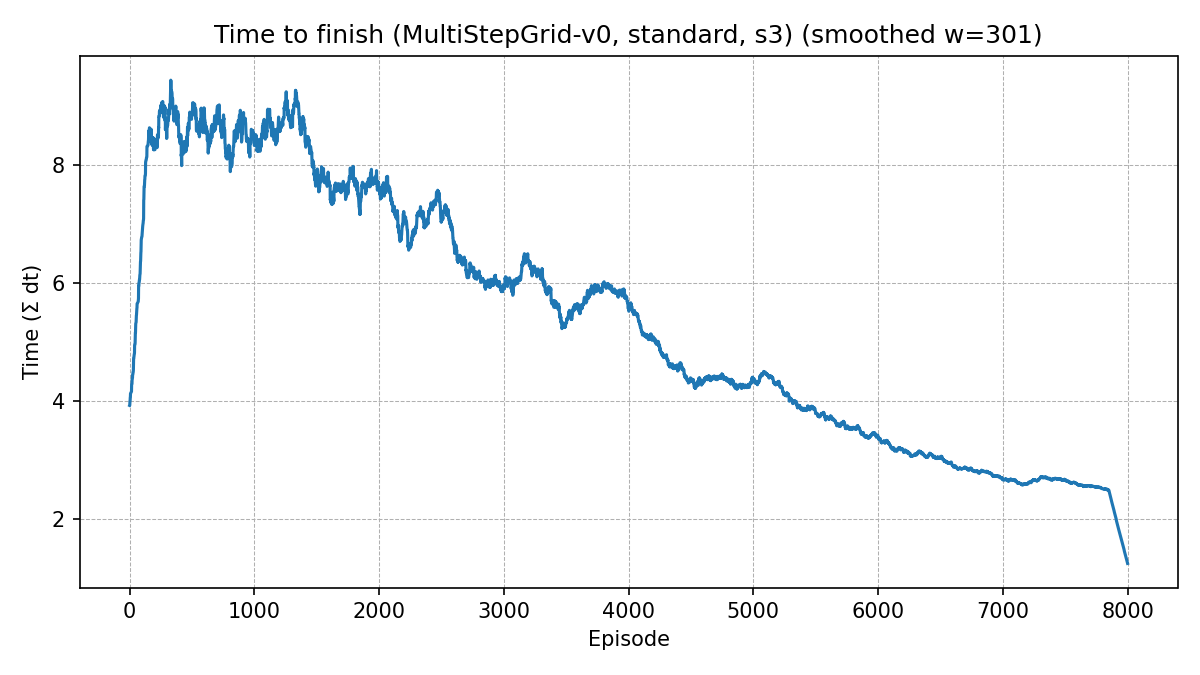 Time to finish (MultiStepGrid-v0, standard, s3) (smoothed w=301)
Time (Σ dt)
8
6
4
2
0 1000 2000 3000 4000 5000 6000 7000 8000
Episode